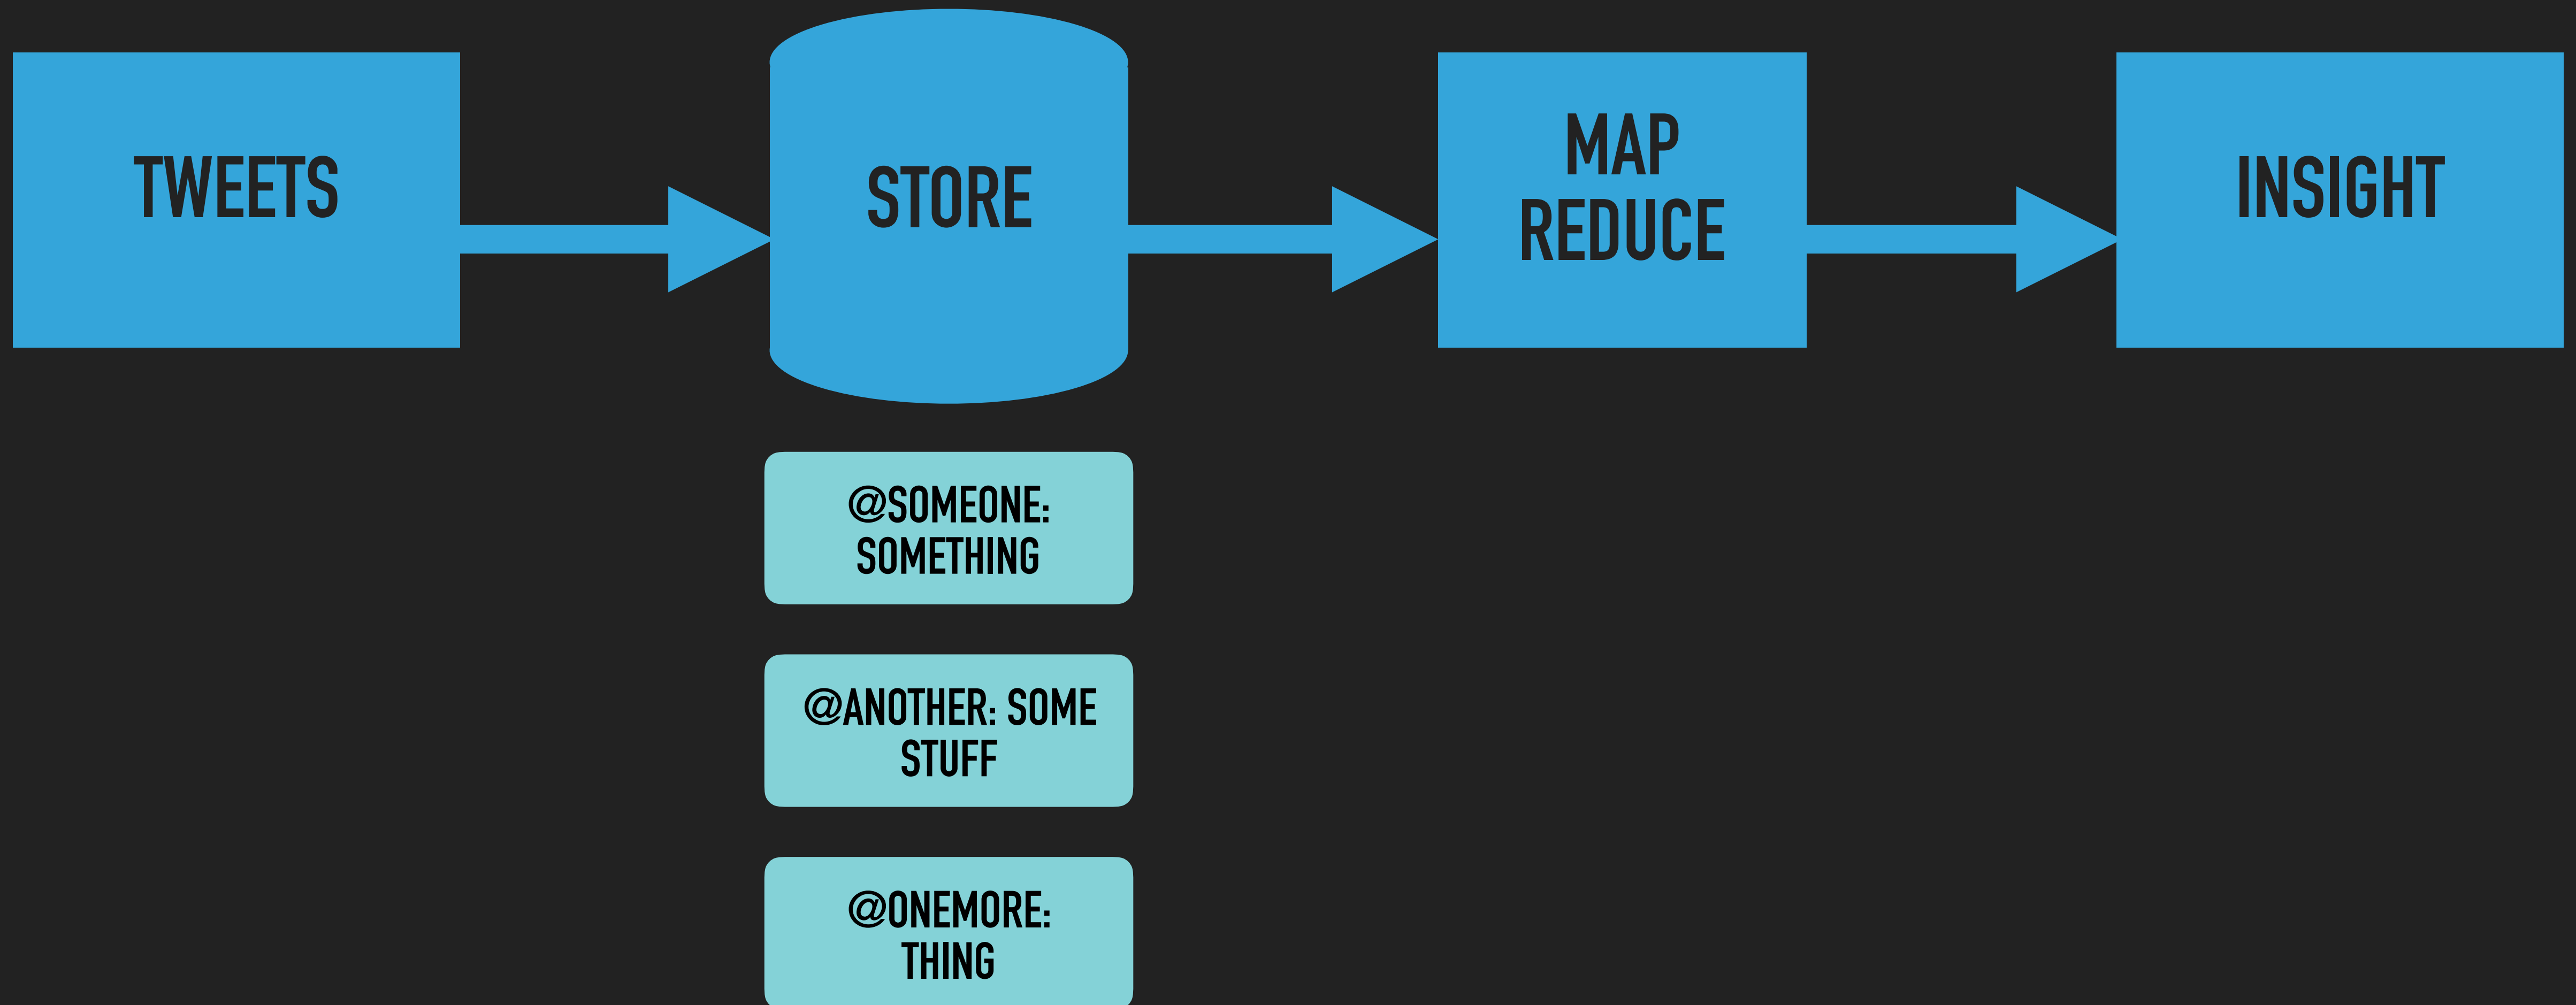 TWEETS
STORE
MAP
REDUCE
INSIGHT
@SOMEONE:
SOMETHING
@ANOTHER: SOME
STUFF
@ONEMORE:
THING